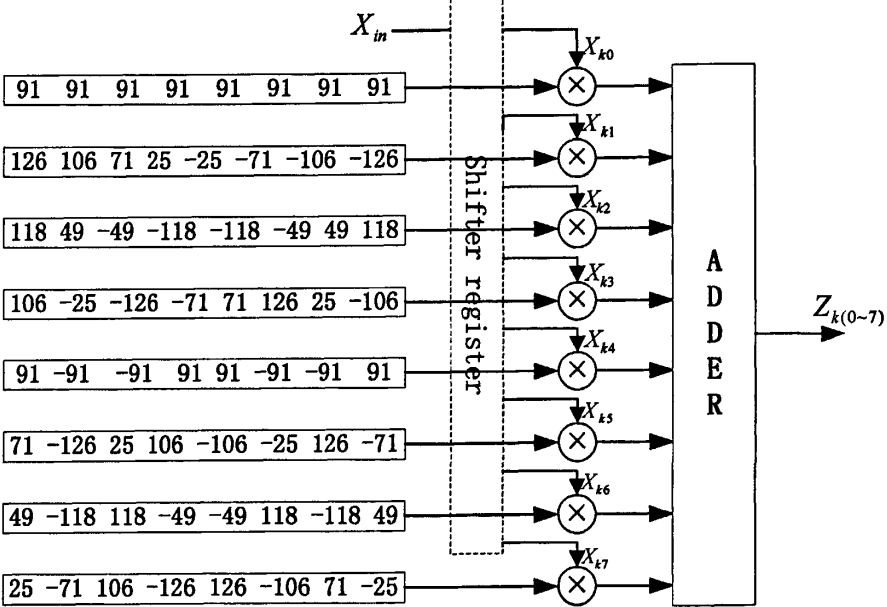 X_in
X_k0
91 91 91 91 91 91 91 91
X_k1
126 106 71 25 -25 -71 -106 -126
X_k2
118 49 -49 -118 -118 -49 49 118
X_k3
106 -25 -126 -71 71 126 25 -106
X_k4
91 -91 -91 91 91 -91 -91 91
X_k5
71 -126 25 106 -106 -25 126 -71
X_k6
49 -118 118 -49 -49 118 -118 49
X_k7
25 -71 106 -126 126 -106 71 -25
Shifter register
ADDER
Z_k(0~7)